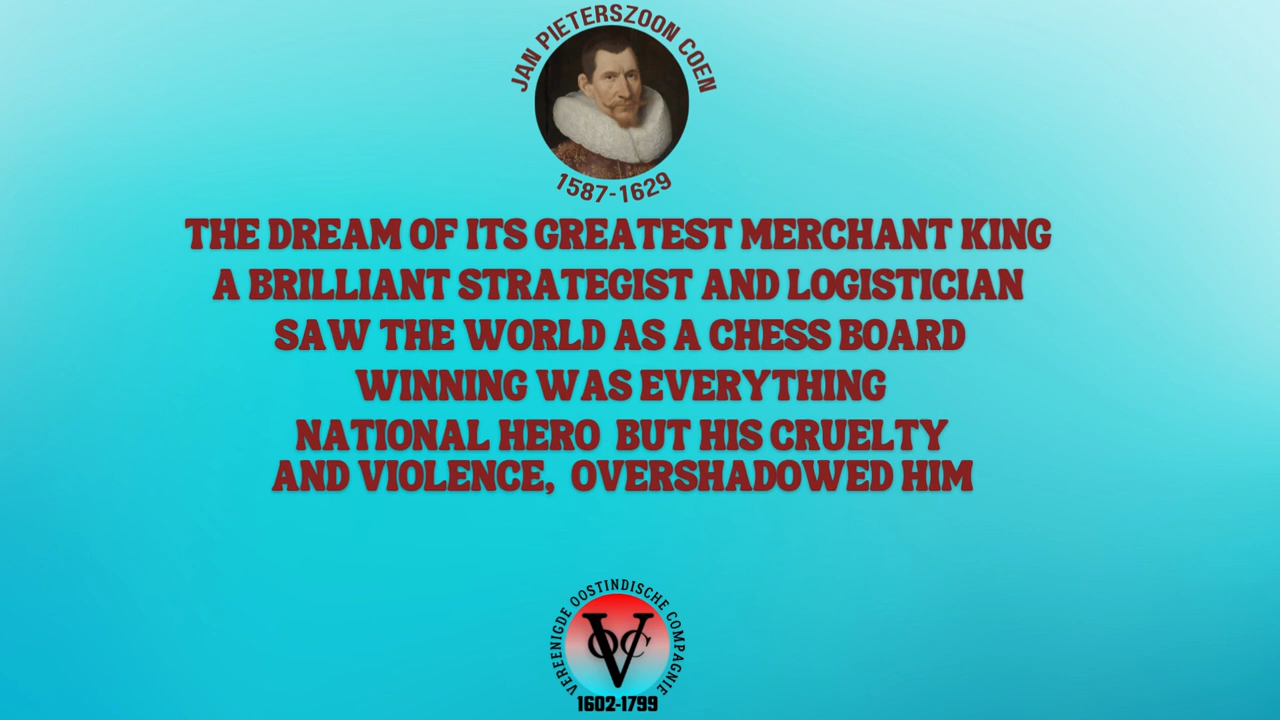 JAN PIETERSZOON COEN
1587-1629
THE DREAM OF ITS GREATEST MERCHANT KING
A BRILLIANT STRATEGIST AND LOGISTICIAN
SAW THE WORLD AS A CHESS BOARD
WINNING WAS EVERYTHING
NATIONAL HERO BUT HIS CRUELTY
AND VIOLENCE, OVERSHADOWED HIM
VEREENIGDE OOSTINDISCHE COMPAGNIE
VOC
1602-1799